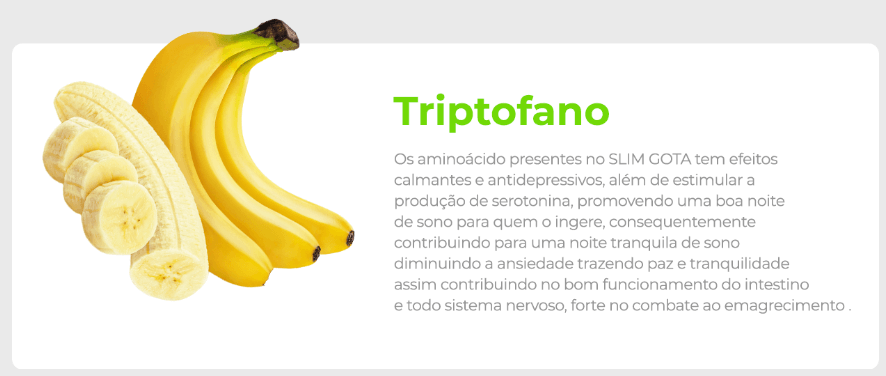 Triptofano
Os aminoácido presentes no SLIM GOTA tem efeitos
calmantes e antidepressivos, além de estimular a
produção de serotonina, promovendo uma boa noite
de sono para quem o ingere, consequentemente
contribuindo para uma noite tranquila de sono
diminuindo a ansiedade trazendo paz e tranquilidade
assim contribuindo no bom funcionamento do intestino
e todo sistema nervoso, forte no combate ao emagrecimento .